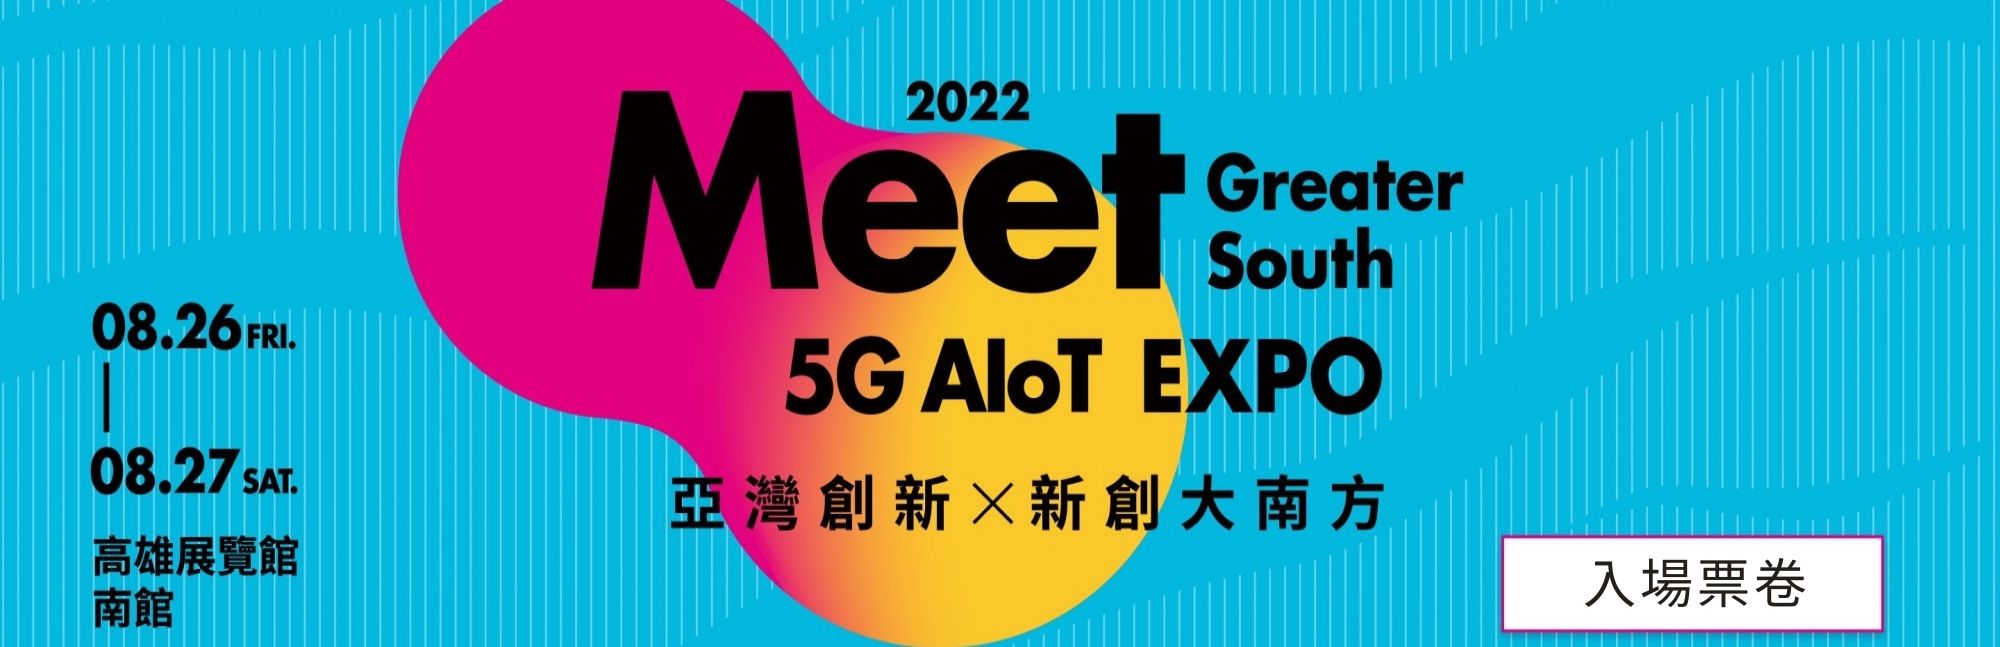 2022
Meet
Greater
South
5G AIoT EXPO
亞灣創新×新創大南方
08.26 FRI.
08.27 SAT.
高雄展覽館
南館
入場票卷